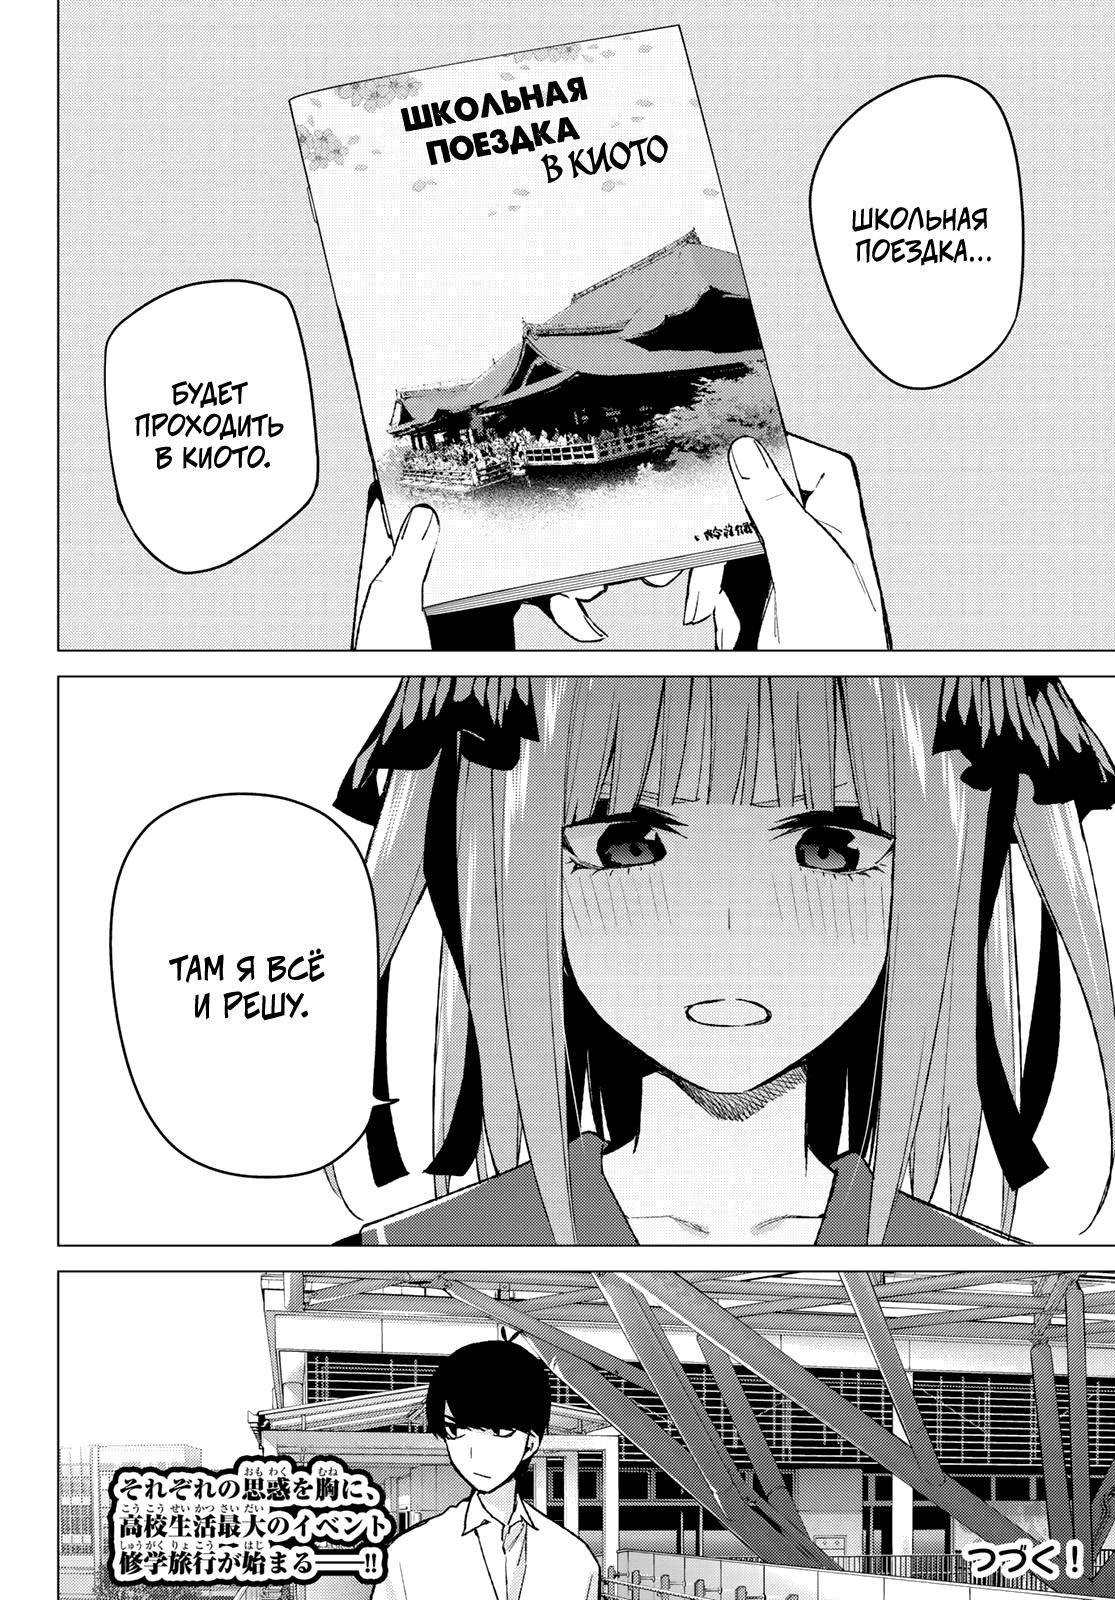 ШКОЛЬНАЯ
ПОЕЗДКА
В КИОТО
ШКОЛЬНАЯ
ПОЕЗДКА...
БУДЕТ
ПРОХОДИТЬ
В КИОТО.
ТАМ Я ВСЁ
И РЕШУ.
それぞれの思惑を胸に、
高校生活最大のイベント
修学旅行が始まる――!!
つづく！